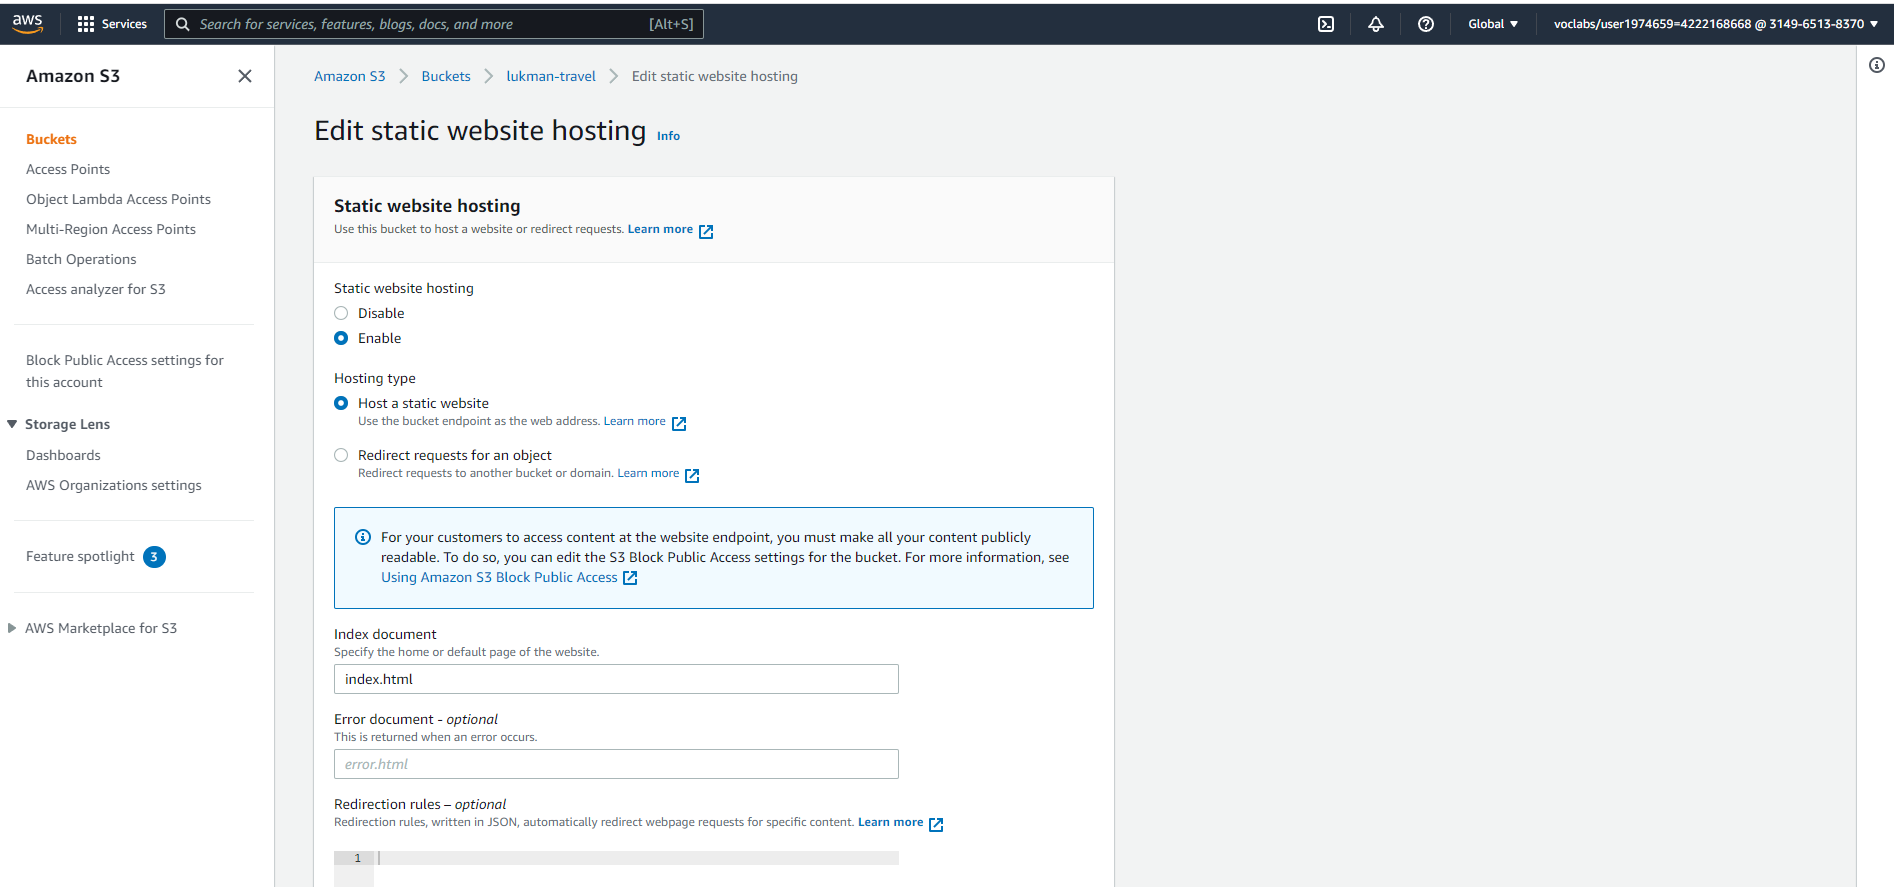 aws
Services
Search for services, features, blogs, docs, and more
[Alt+S]
Global
voclabs/user1974659=4222168668 @ 3149-6513-8370
Amazon S3
Buckets
Access Points
Object Lambda Access Points
Multi-Region Access Points
Batch Operations
Access analyzer for S3
Block Public Access settings for
this account
Storage Lens
Dashboards
AWS Organizations settings
Feature spotlight 3
AWS Marketplace for S3
Amazon S3 > Buckets > lukman-travel > Edit static website hosting
Edit static website hosting Info
Static website hosting
Use this bucket to host a website or redirect requests. Learn more
Static website hosting
Disable
Enable
Hosting type
Host a static website
Use the bucket endpoint as the web address. Learn more
Redirect requests for an object
Redirect requests to another bucket or domain. Learn more
For your customers to access content at the website endpoint, you must make all your content publicly
readable. To do so, you can edit the S3 Block Public Access settings for the bucket. For more information, see
Using Amazon S3 Block Public Access
Index document
Specify the home or default page of the website.
index.html
Error document - optional
This is returned when an error occurs.
error.html
Redirection rules – optional
Redirection rules, written in JSON, automatically redirect webpage requests for specific content. Learn more
1